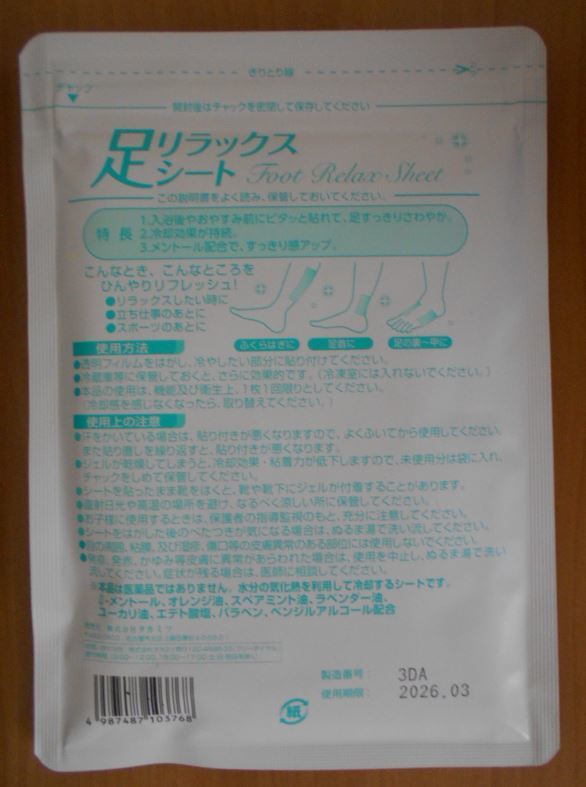 きりとり線
チャック
開封後はチャックを密閉して保存してください
足リラックスシート Foot Relax Sheet
この説明書をよく読み、保管しておいてください。
特長
1.入浴後やおやすみ前にピタッと貼れて、足すっきりさわやか。
2.冷却効果が持続。
3.メントール配合で、すっきり感アップ。
こんなとき、こんなところを
ひんやりリフレッシュ!
●リラックスしたい時に
●立ち仕事のあとに
●スポーツのあとに
ふくらはぎに 足首に 足の裏〜甲に
使用方法
●透明フィルムをはがし、冷やしたい部分に貼り付けてください。
●冷蔵庫等に保管しておくと、さらに効果的です。(冷凍室には入れないでください。)
●本品の使用は、機能及び衛生上、1枚1回限りとしてください。
(冷却感を感じなくなったら、取り替えてください。)
使用上の注意
●汗をかいている場合は、貼り付きが悪くなりますので、よくふいてから使用してください。
また貼り直しを繰り返すと、貼り付きが悪くなります。
●ジェルが乾燥してしまうと、冷却効果・粘着力が低下しますので、未使用分は袋に入れ、
チャックをしめて保管してください。
●シートを貼ったまま靴をはくと、靴や靴下にジェルが付着することがあります。
●直射日光や高温の場所を避け、なるべく涼しい所に保管してください。
●お子様に使用するときは、保護者の指導監視のもと、充分に注意してください。
●シートをはがした後のべたつきが気になる場合は、ぬるま湯で洗い流してください。
●目の周囲、粘膜、及び湿疹、傷口等の皮膚異常のある部位には使用しないでください。
●発疹、発赤、かゆみ等皮膚に異常があらわれた場合は、使用を中止し、ぬるま湯で洗い
流してください。症状が残る場合は、医師に相談してください。
※本品は医薬品ではありません。水分の気化熱を利用して冷却するシートです。
ℓ-メントール、オレンジ油、スペアミント油、ラベンダー油、
ユーカリ油、エデト酸塩、パラベン、ベンジルアルコール配合
株式会社タカミツ
製造番号: 3DA
使用期限: 2026.03
4 987487 103768
紙